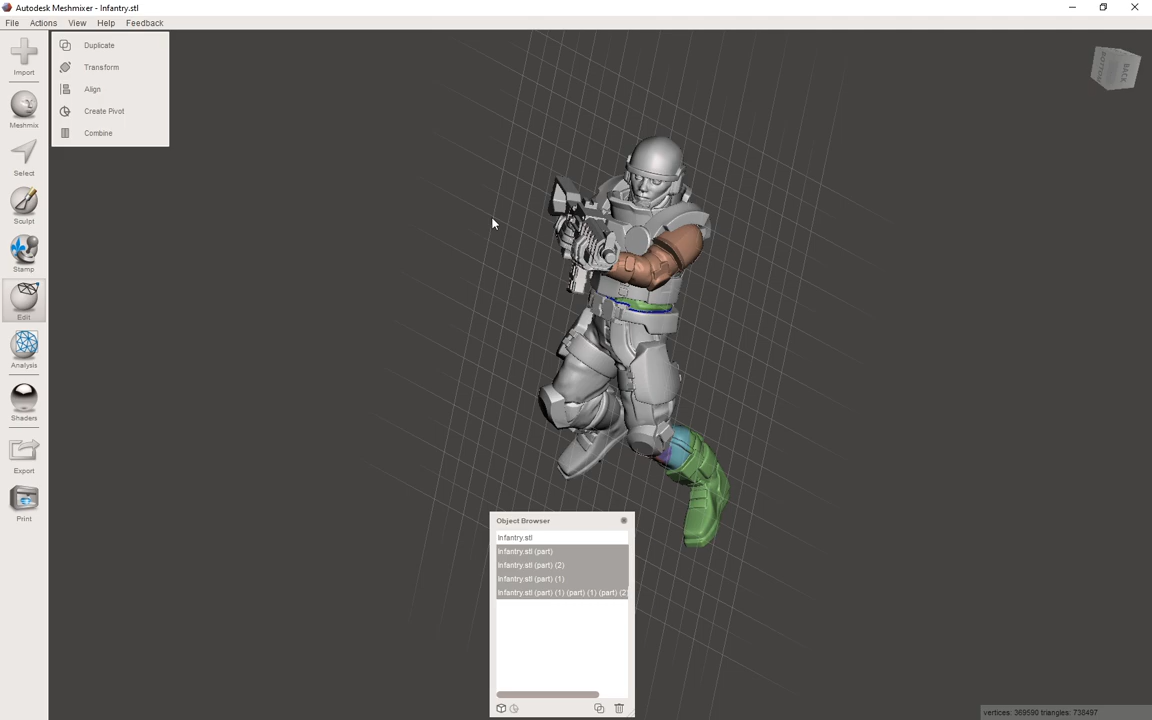 Autodesk Meshmixer - Infantry.stl
File Actions View Help Feedback
Import
Meshmix
Select
Sculpt
Stamp
Edit
Analysis
Shaders
Export
Print
Duplicate
Transform
Align
Create Pivot
Combine
BOTTOM
BACK
Object Browser
Infantry.stl
Infantry.stl (part)
Infantry.stl (part) (2)
Infantry.stl (part) (1)
Infantry.stl (part) (1) (part) (1) (part) (2)
vertices: 369590 triangles: 738497